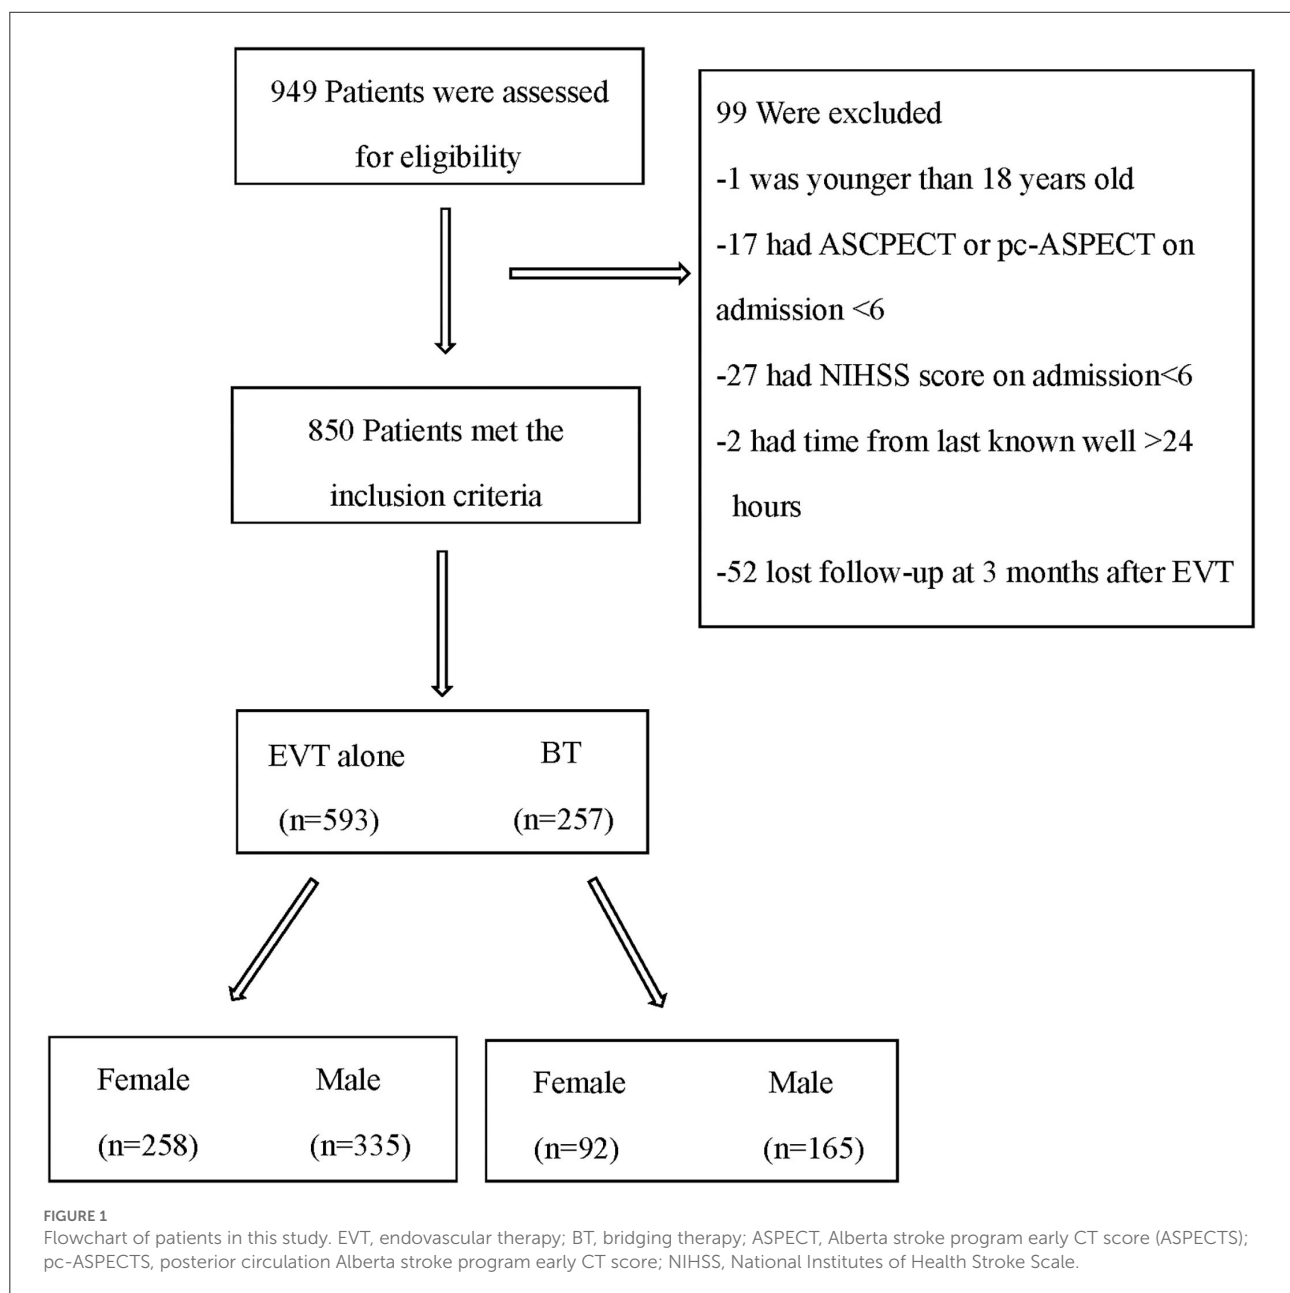 949 Patients were assessed
for eligibility
99 Were excluded
-1 was younger than 18 years old
-17 had ASCPECT or pc-ASPECT on
admission <6
-27 had NIHSS score on admission<6
-2 had time from last known well >24
hours
-52 lost follow-up at 3 months after EVT
850 Patients met the
inclusion criteria
EVT alone BT
(n=593) (n=257)
Female Male
(n=258) (n=335)
Female Male
(n=92) (n=165)
FIGURE 1
Flowchart of patients in this study. EVT, endovascular therapy; BT, bridging therapy; ASPECT, Alberta stroke program early CT score (ASPECTS);
pc-ASPECTS, posterior circulation Alberta stroke program early CT score; NIHSS, National Institutes of Health Stroke Scale.